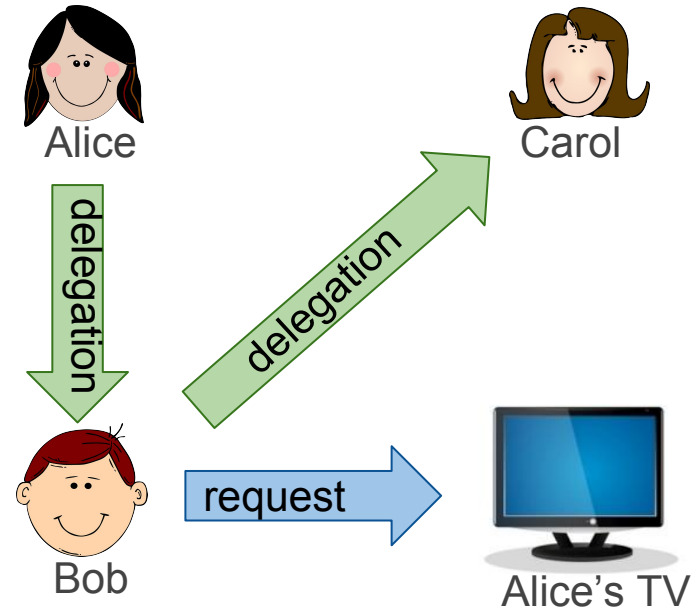 Alice
Carol
delegation
delegation
request
Bob
Alice's TV